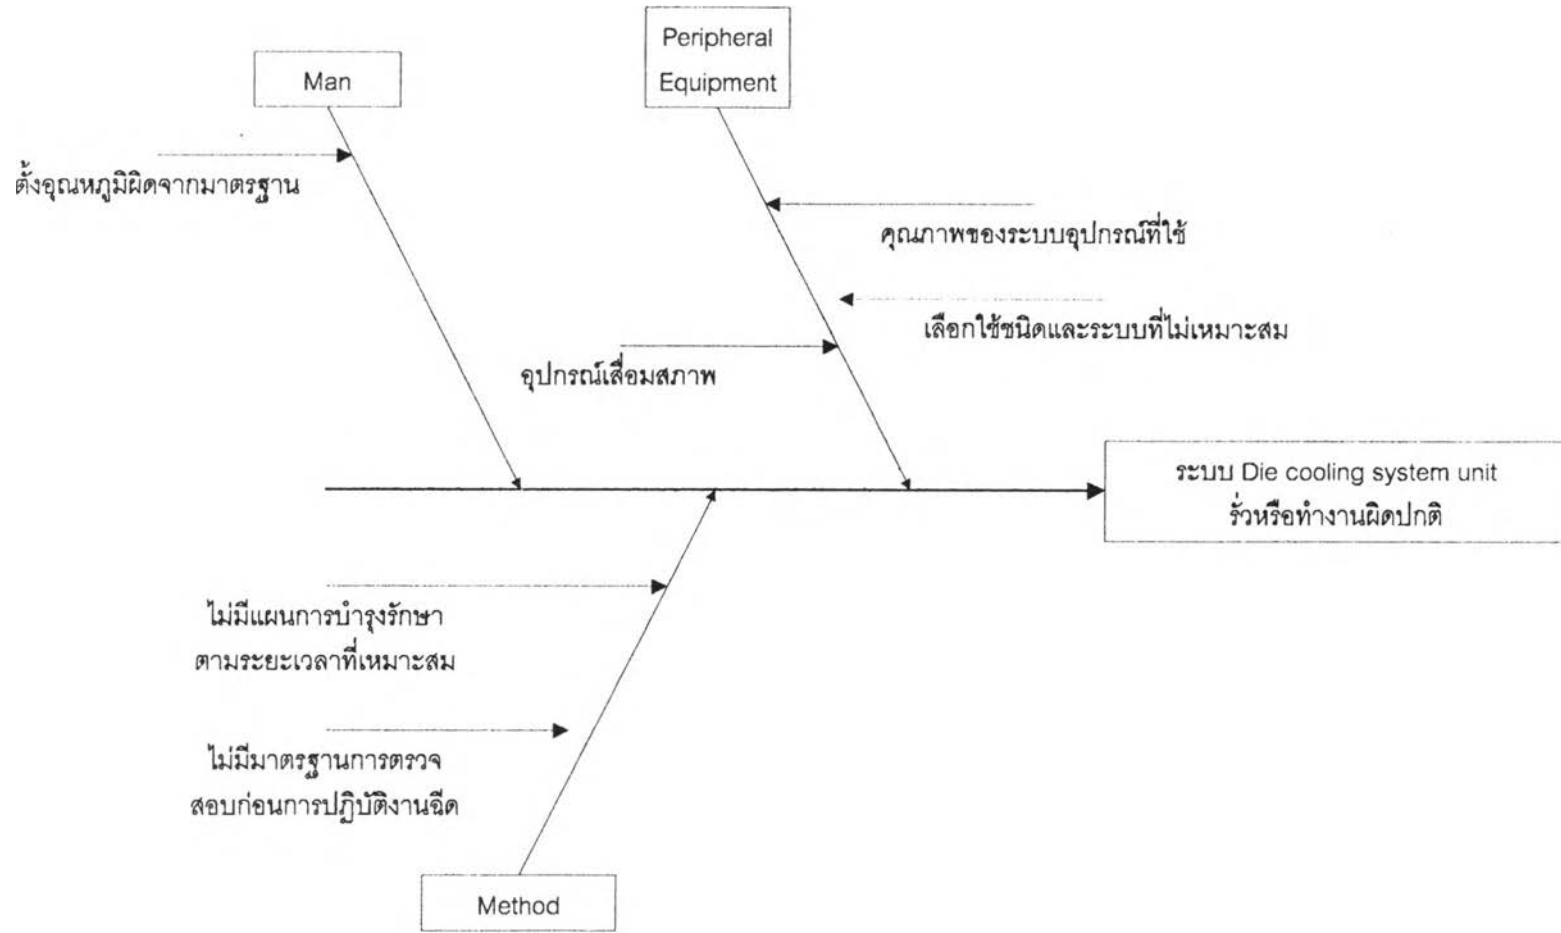 Peripheral
Equipment
Man
ตั้งอุณหภูมิผิดจากมาตรฐาน
คุณภาพของระบบอุปกรณ์ที่ใช้
เลือกใช้ชนิดและระบบที่ไม่เหมาะสม
อุปกรณ์เสื่อมสภาพ
ระบบ Die cooling system unit
รั่วหรือทำงานผิดปกติ
ไม่มีแผนการบำรุงรักษา
ตามระยะเวลาที่เหมาะสม
ไม่มีมาตรฐานการตรวจ
สอบก่อนการปฏิบัติงานฉีด
Method